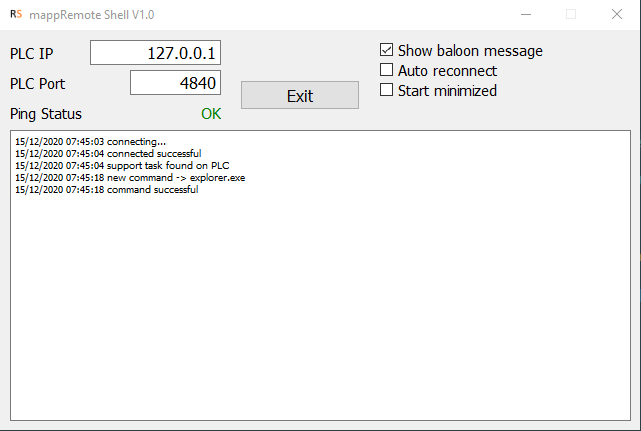 RS mappRemote Shell V1.0
PLC IP 127.0.0.1
PLC Port 4840
Ping Status OK
Exit
Show baloon message
Auto reconnect
Start minimized
15/12/2020 07:45:03 connecting...
15/12/2020 07:45:04 connected successful
15/12/2020 07:45:04 support task found on PLC
15/12/2020 07:45:18 new command -> explorer.exe
15/12/2020 07:45:18 command successful